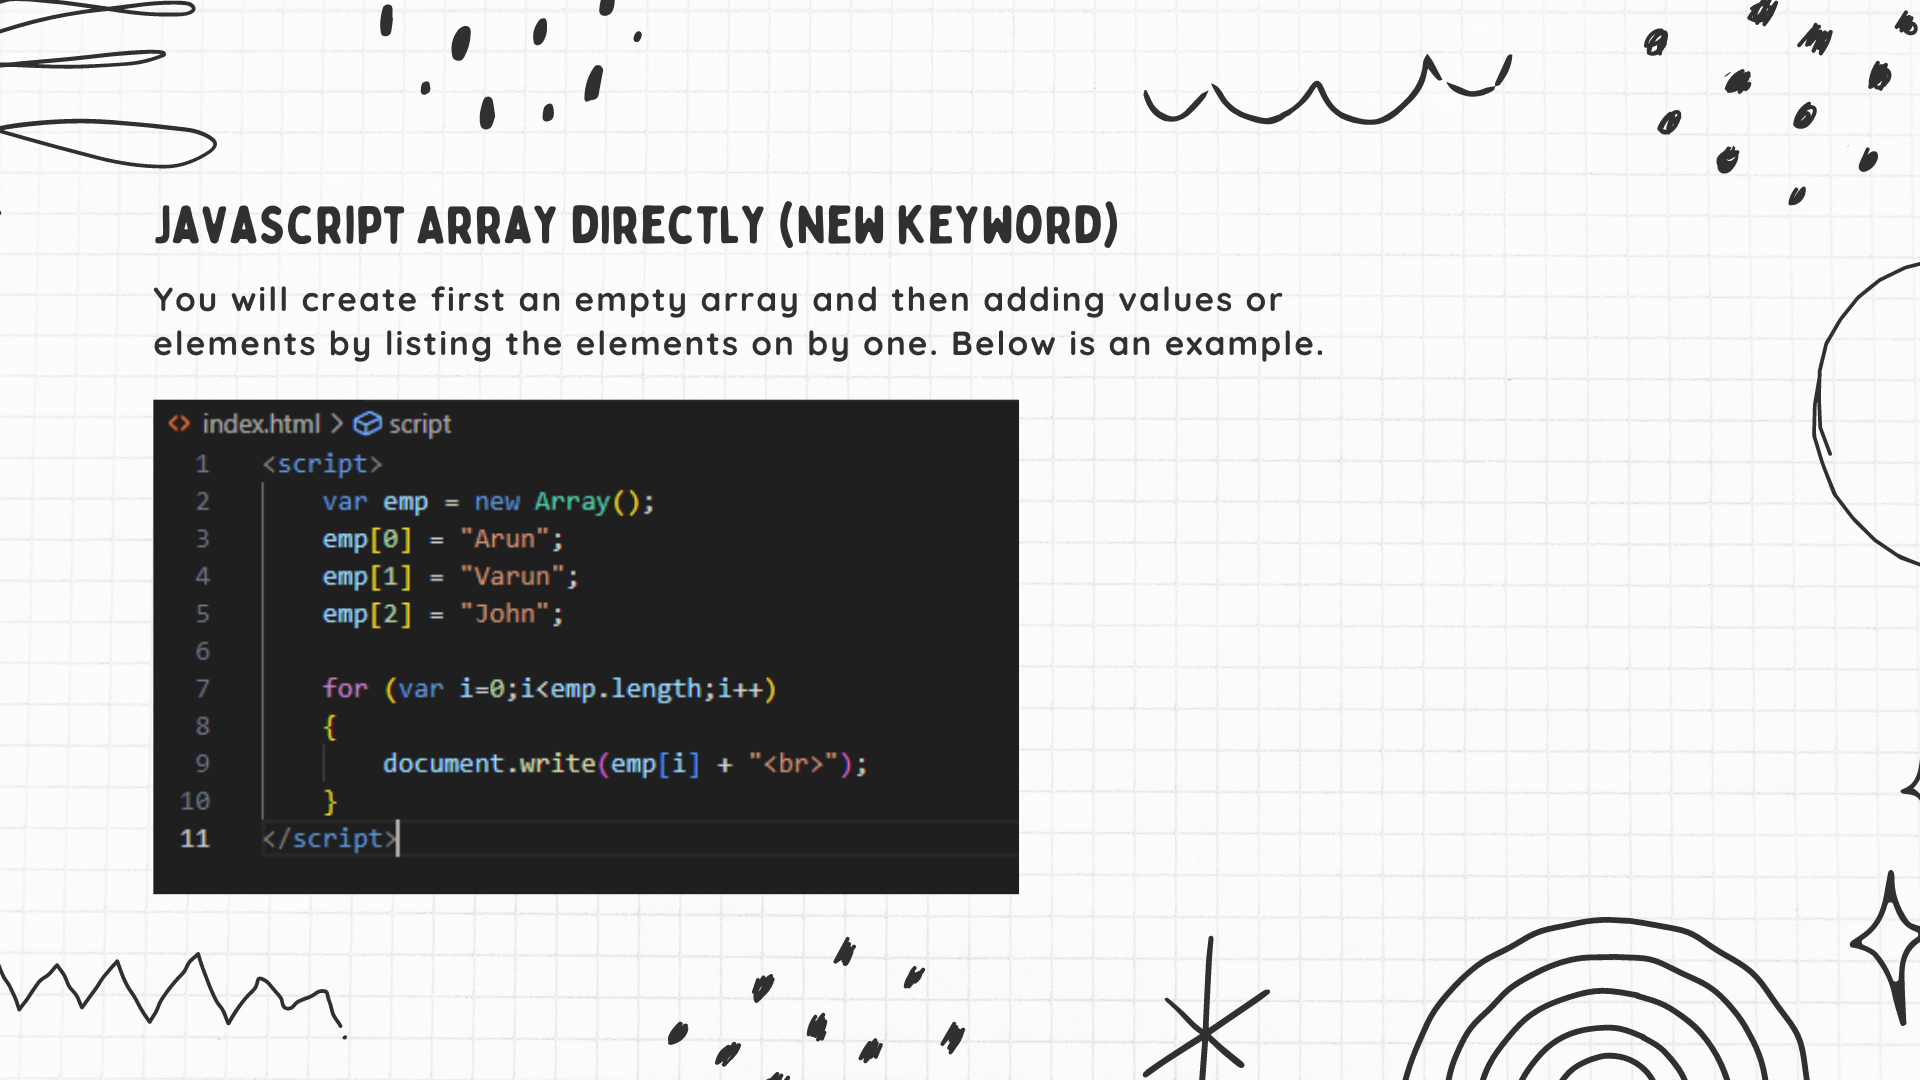 JAVASCRIPT ARRAY DIRECTLY (NEW KEYWORD)
You will create first an empty array and then adding values or
elements by listing the elements on by one. Below is an example.
<> index.html > script
1 <script>
2 var emp = new Array();
3 emp[0] = "Arun";
4 emp[1] = "Varun";
5 emp[2] = "John";
6
7 for (var i=0;i<emp.length;i++)
8 {
9 document.write(emp[i] + "<br>");
10 }
11 </script>